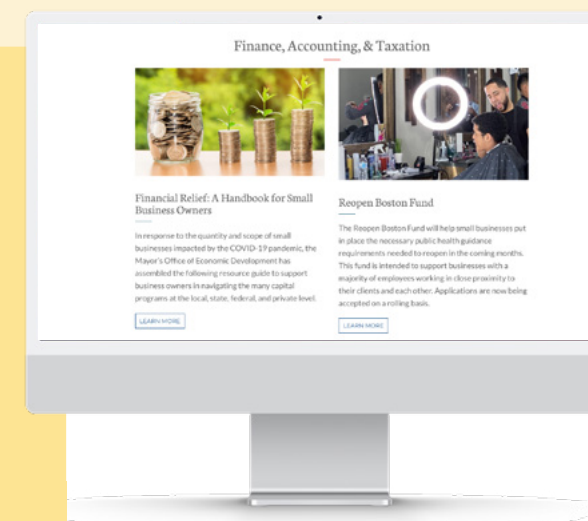 Finance, Accounting, & Taxation
Financial Relief: A Handbook for Small
Business Owners
In response to the quantity and scope of small
businesses impacted by the COVID-19 pandemic, the
Mayor's Office of Economic Development has
assembled the following resource guide to support
business owners in navigating the many capital
programs at the local, state, federal, and private level.
LEARN MORE
Reopen Boston Fund
The Reopen Boston Fund will help small businesses put
in place the necessary public health guidance
requirements needed to reopen in the coming months.
This fund is intended to support businesses with a
majority of employees working in close proximity to
their clients and each other. Applications are now being
accepted on a rolling basis.
LEARN MORE